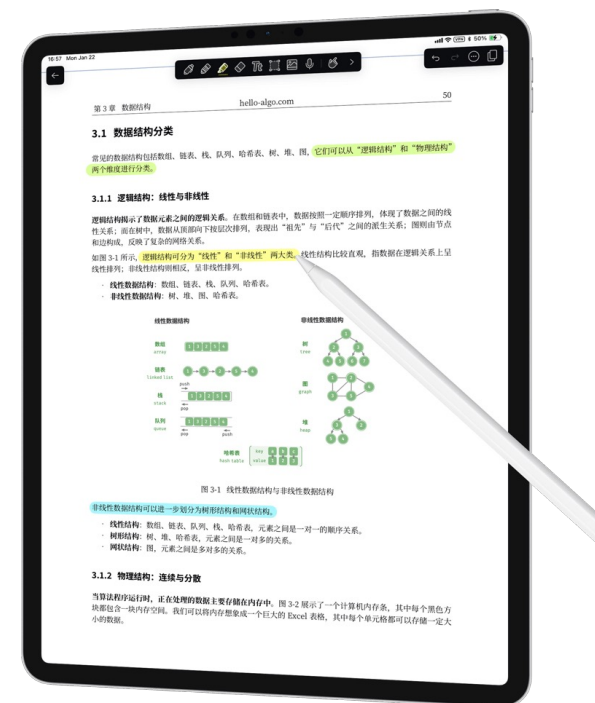 16:57 Mon Jan 22
VPN 50%
第 3 章 数据结构 hello-algo.com 50
3.1 数据结构分类
常见的数据结构包括数组、链表、栈、队列、哈希表、树、堆、图，它们可以从“逻辑结构”和“物理结构”
两个维度进行分类。
3.1.1 逻辑结构：线性与非线性
逻辑结构揭示了数据元素之间的逻辑关系。在数组和链表中，数据按照一定顺序排列，体现了数据之间的线
性关系；而在树中，数据从顶部向下按层次排列，表现出“祖先”与“后代”之间的派生关系；图则由节点
和边构成，反映了复杂的网络关系。
如图 3-1 所示，逻辑结构可分为“线性”和“非线性”两大类。线性结构比较直观，指数据在逻辑关系上呈
线性排列；非线性结构则相反，呈非线性排列。
· 线性数据结构：数组、链表、栈、队列、哈希表。
· 非线性数据结构：树、堆、图、哈希表。
线性数据结构 非线性数据结构
数组
array
链表
linked list
push
栈
stack
pop
队列
queue
pop push
树
tree
图
graph
堆
heap
哈希表
hash table
key
value
图 3-1 线性数据结构与非线性数据结构
非线性数据结构可以进一步划分为树形结构和网状结构。
· 线性结构：数组、链表、队列、栈、哈希表，元素之间是一对一的顺序关系。
· 树形结构：树、堆、哈希表，元素之间是一对多的关系。
· 网状结构：图，元素之间是多对多的关系。
3.1.2 物理结构：连续与分散
当算法程序运行时，正在处理的数据主要存储在内存中。图 3-2 展示了一个计算机内存条，其中每个黑色方
块都包含一块内存空间。我们可以将内存想象成一个巨大的 Excel 表格，其中每个单元格都可以存储一定大
小的数据。